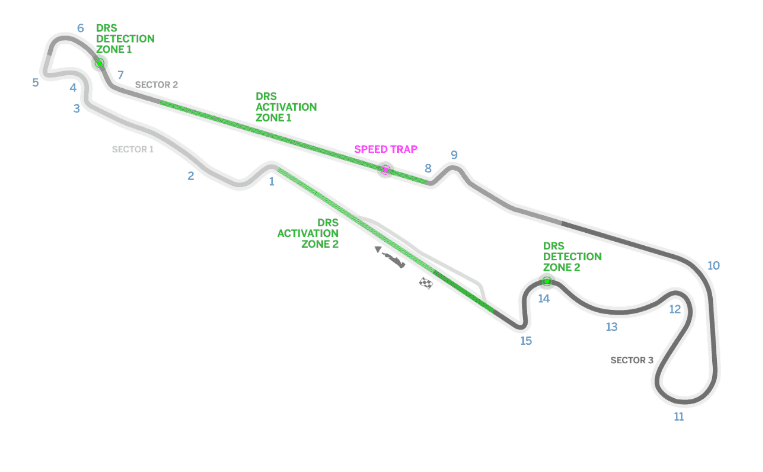 6
DRS
DETECTION
ZONE 1
7
5
4
3
SECTOR 2
DRS
ACTIVATION
ZONE 1
SECTOR 1
SPEED TRAP
8
9
2
1
DRS
ACTIVATION
ZONE 2
DRS
DETECTION
ZONE 2
10
14
12
13
15
SECTOR 3
11